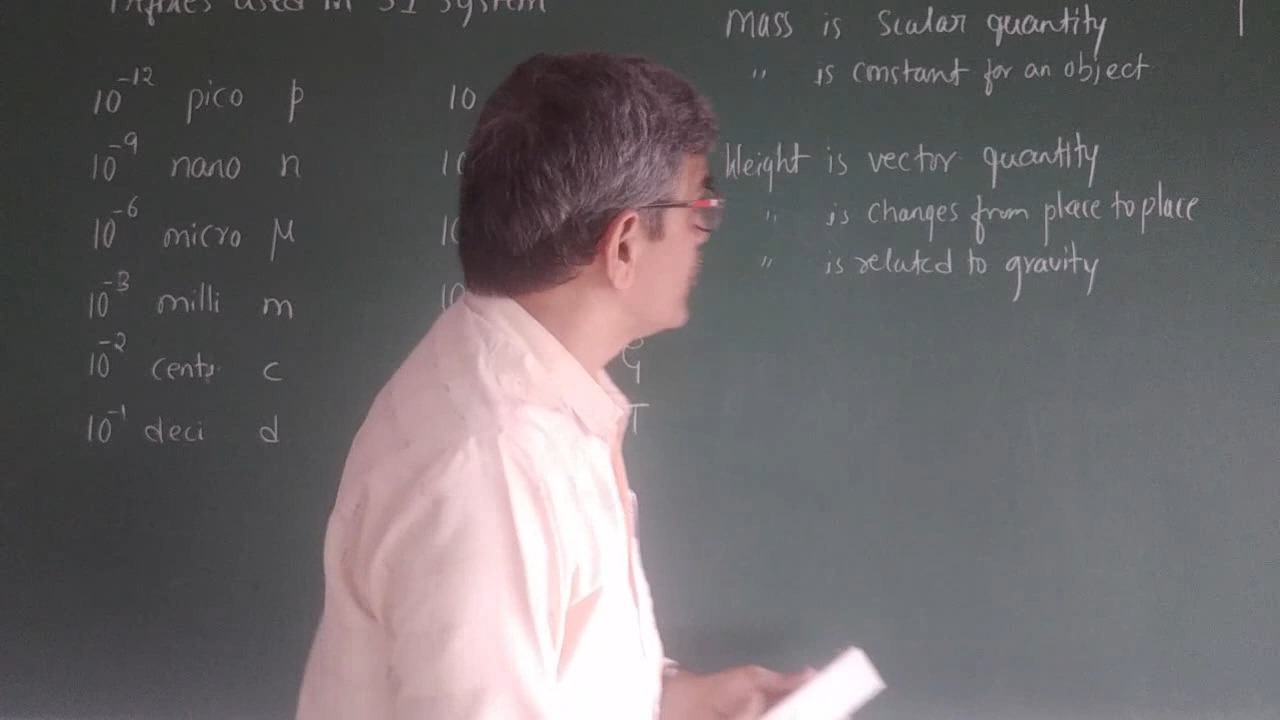 Prefixes used in SI system
10⁻¹² pico p 10
10⁻⁹ nano n 10
10⁻⁶ micro μ 10
10⁻³ milli m 10
10⁻² centi c G
10⁻¹ deci d T
Mass is Scalar quantity
" is constant for an object
Weight is vector quantity
" is changes from place to place
" is related to gravity